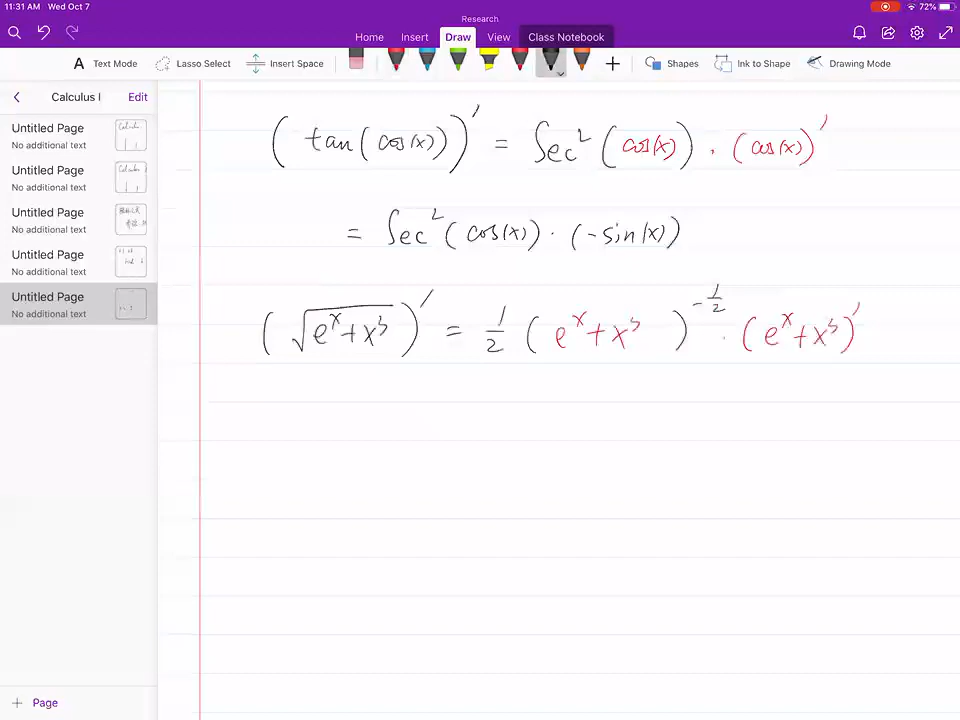 11:31 AM Wed Oct 7
72%
Research
Home Insert Draw View Class Notebook
Text Mode Lasso Select Insert Space Shapes Ink to Shape Drawing Mode
Calculus I Edit
Untitled Page
No additional text
Untitled Page
No additional text
Untitled Page
No additional text
Untitled Page
No additional text
Untitled Page
No additional text
Page
(tan(cos(x)))' = Sec²(cos(x)) · (cos(x))'
= Sec²(cos(x)) · (-sin(x))
(√(eˣ+x³))' = 1/2 (eˣ+x³)^(-1/2) · (eˣ+x³)'